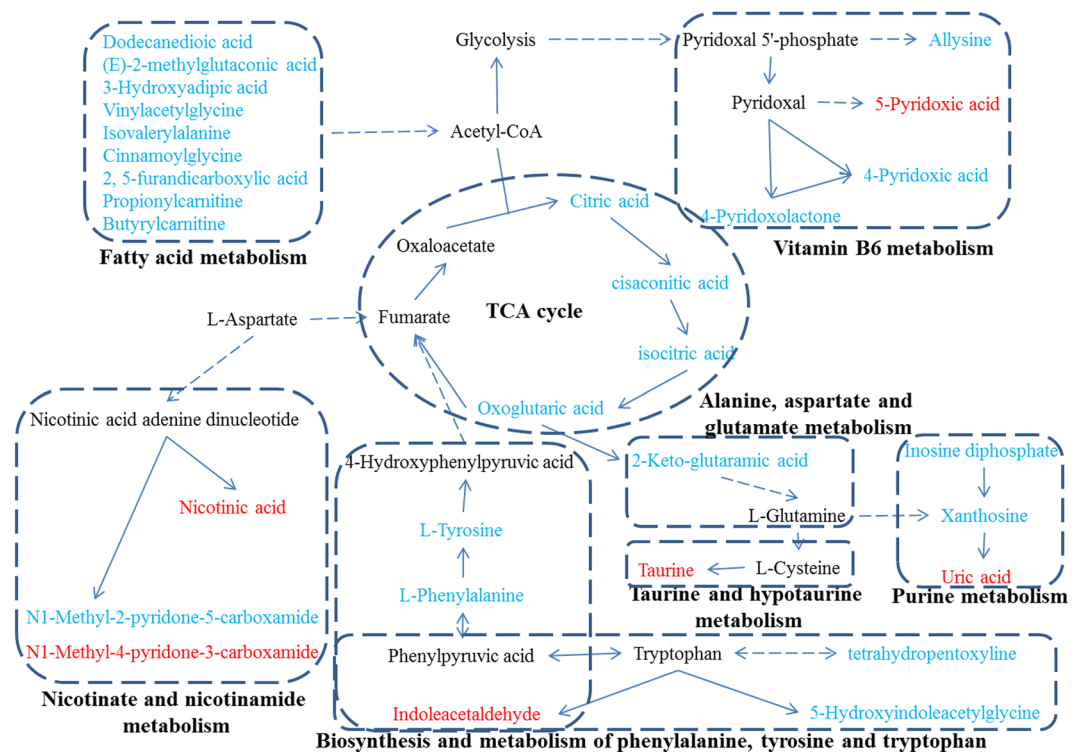 Dodecanedioic acid
(E)-2-methylglutaconic acid
3-Hydroxyadipic acid
Vinylacetylglycine
Isovalerylalanine
Cinnamoylglycine
2, 5-furandicarboxylic acid
Propionylcarnitine
Butyrylcarnitine
Fatty acid metabolism
Glycolysis
Acetyl-CoA
Pyridoxal 5'-phosphate
Allysine
Pyridoxal
5-Pyridoxic acid
4-Pyridoxic acid
4-Pyridoxolactone
Vitamin B6 metabolism
Citric acid
Oxaloacetate
cisaconitic acid
TCA cycle
L-Aspartate
Fumarate
isocitric acid
Oxoglutaric acid
Nicotinic acid adenine dinucleotide
Nicotinic acid
N1-Methyl-2-pyridone-5-carboxamide
N1-Methyl-4-pyridone-3-carboxamide
Nicotinate and nicotinamide
metabolism
4-Hydroxyphenylpyruvic acid
L-Tyrosine
L-Phenylalanine
Phenylpyruvic acid
Tryptophan
tetrahydropentoxyline
Indoleacetaldehyde
5-Hydroxyindoleacetylglycine
Biosynthesis and metabolism of phenylalanine, tyrosine and tryptophan
Alanine, aspartate and
glutamate metabolism
2-Keto-glutaramic acid
L-Glutamine
Taurine
L-Cysteine
Taurine and hypotaurine
metabolism
Inosine diphosphate
Xanthosine
Uric acid
Purine metabolism